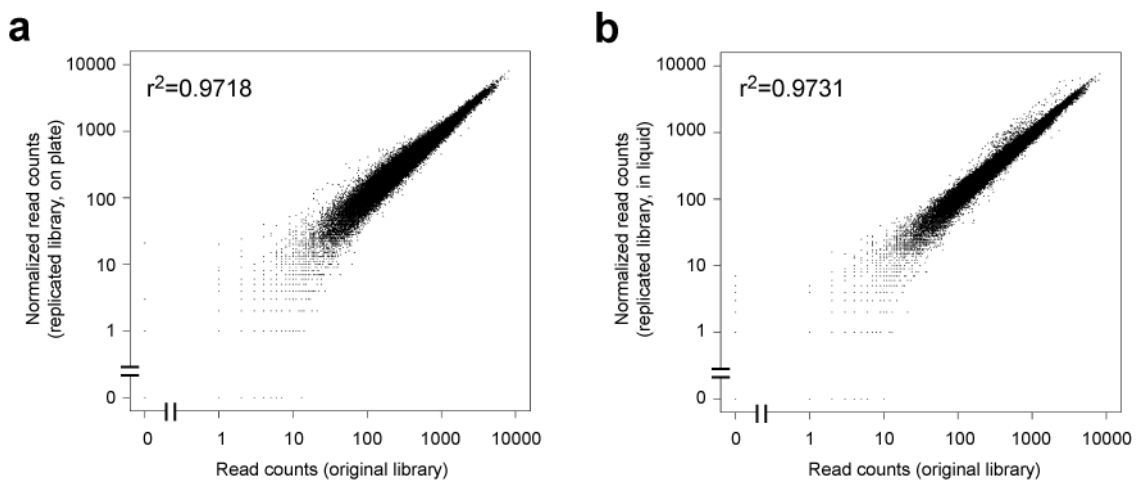 a
r²=0.9718
Normalized read counts
(replicated library, on plate)
10000
1000
100
10
1
0
0 1 10 100 1000 10000
Read counts (original library)
b
r²=0.9731
Normalized read counts
(replicated library, in liquid)
10000
1000
100
10
1
0
0 1 10 100 1000 10000
Read counts (original library)